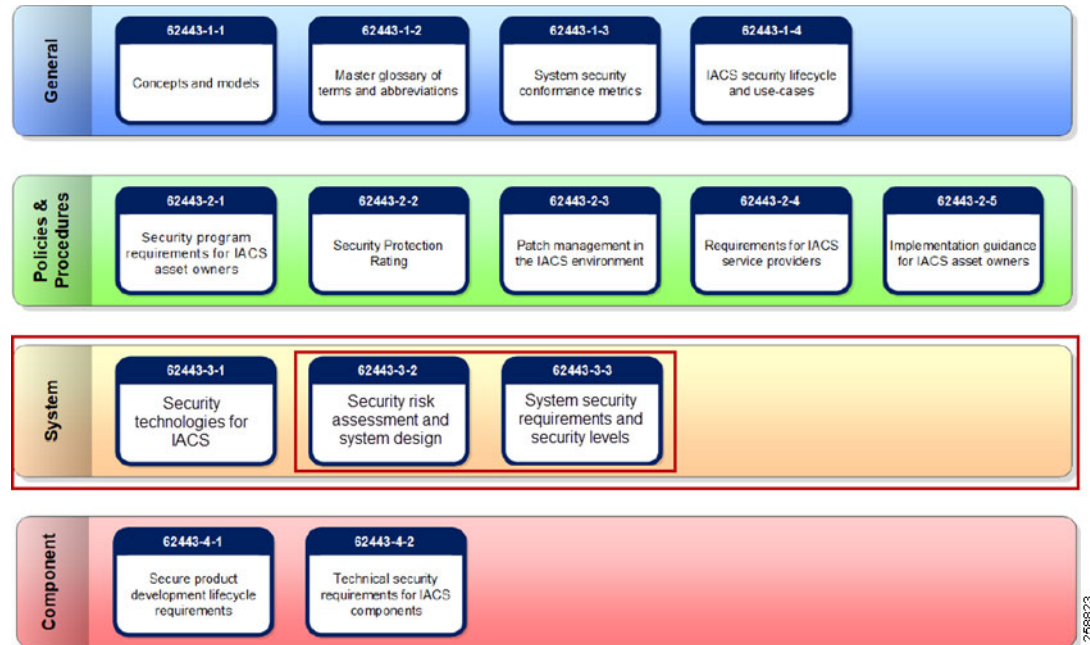 General
62443-1-1
Concepts and models
62443-1-2
Master glossary of
terms and abbreviations
62443-1-3
System security
conformance metrics
62443-1-4
IACS security lifecycle
and use-cases
Policies &
Procedures
62443-2-1
Security program
requirements for IACS
asset owners
62443-2-2
Security Protection
Rating
62443-2-3
Patch management in
the IACS environment
62443-2-4
Requirements for IACS
service providers
62443-2-5
Implementation guidance
for IACS asset owners
System
62443-3-1
Security
technologies for
IACS
62443-3-2
Security risk
assessment and
system design
62443-3-3
System security
requirements and
security levels
Component
62443-4-1
Secure product
development lifecycle
requirements
62443-4-2
Technical security
requirements for IACS
components
258823